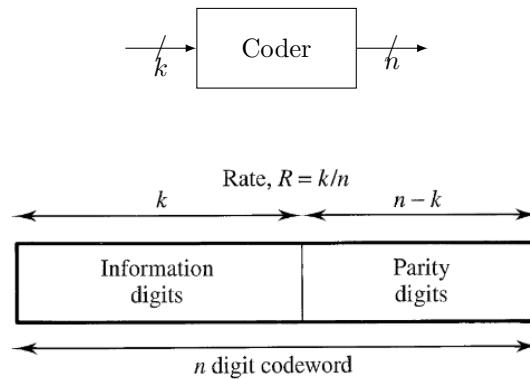 Coder
k n
Rate, R = k/n
k n − k
Information Parity
digits digits
n digit codeword